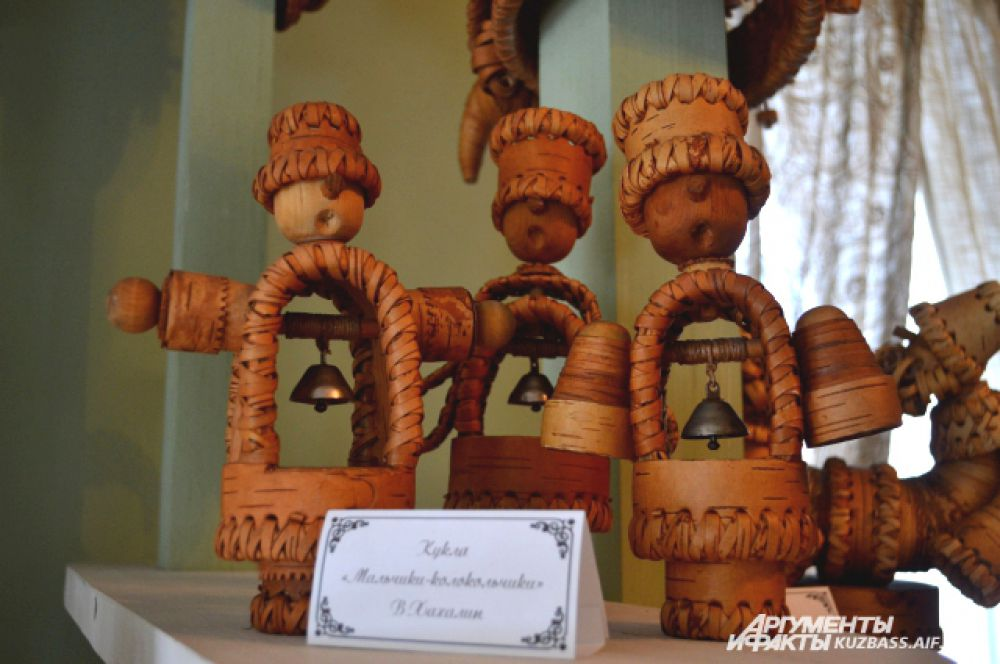 Кукла
«Мальчики-колокольчики»
В.Хахалин
АРГУМЕНТЫ
И ФАКТЫ KUZBASS.AIF.